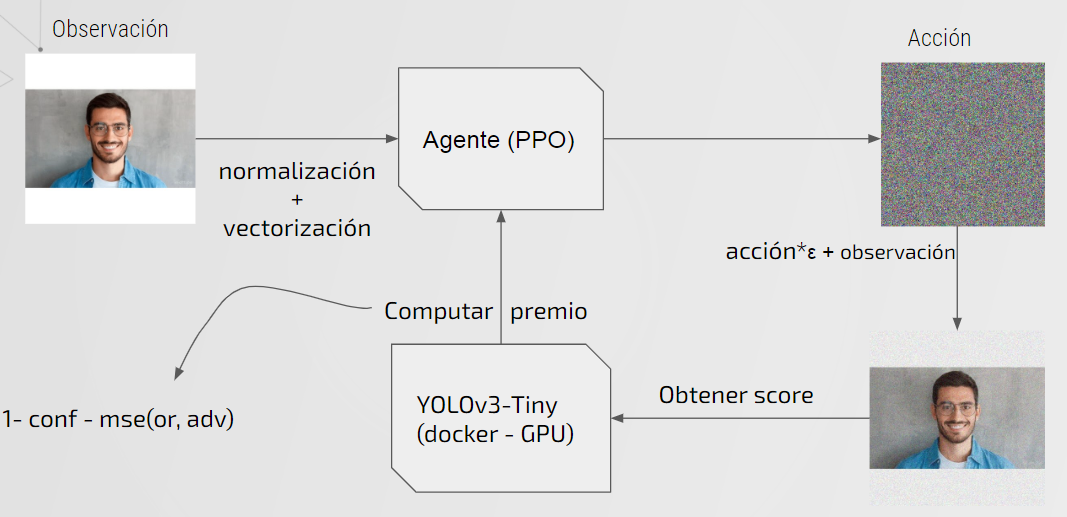 Observación
Acción
Agente (PPO)
normalización
+
vectorización
acción*ε + observación
Computar premio
1- conf - mse(or, adv)
YOLOv3-Tiny
(docker - GPU)
Obtener score